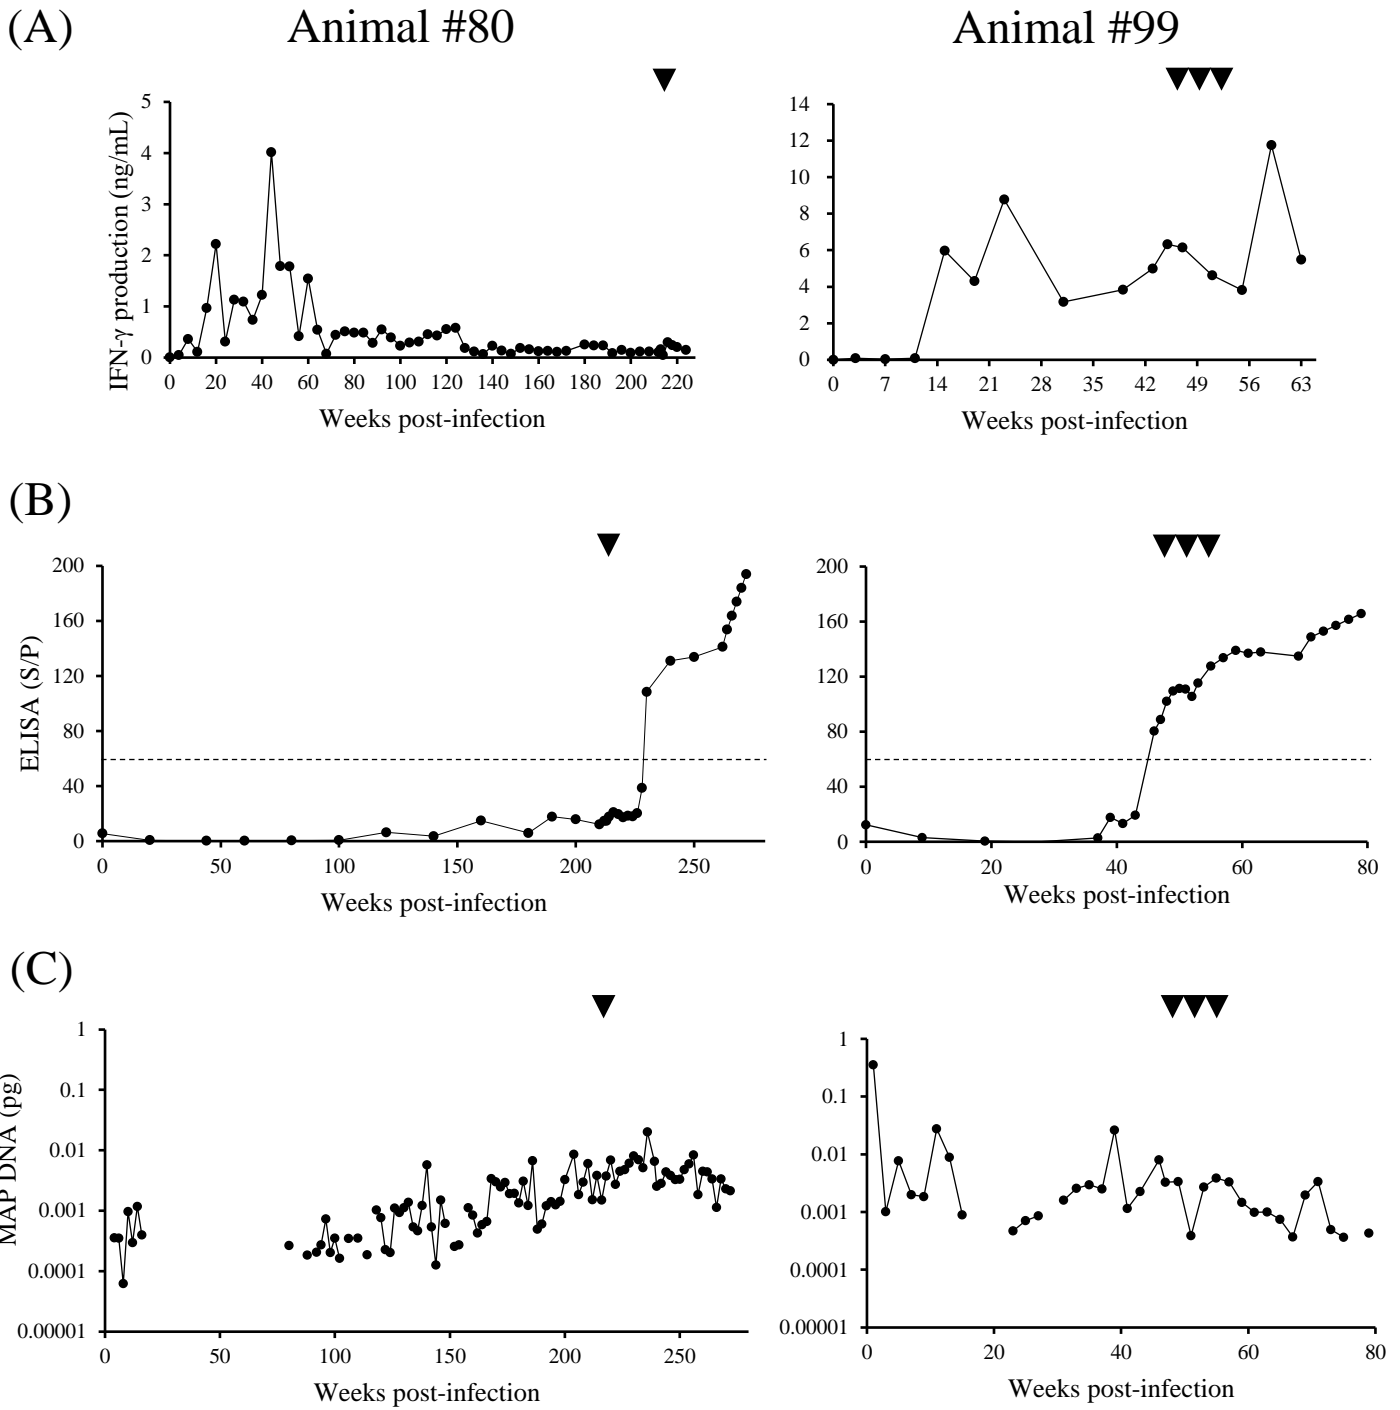 (A)
Animal #80
Animal #99
IFN-γ production (ng/mL)
5
4
3
2
1
0
0 20 40 60 80 100 120 140 160 180 200 220
Weeks post-infection
14
12
10
8
6
4
2
0
0 7 14 21 28 35 42 49 56 63
Weeks post-infection
(B)
ELISA (S/P)
200
160
120
80
40
0
0 50 100 150 200 250
Weeks post-infection
200
160
120
80
40
0
0 20 40 60 80
Weeks post-infection
(C)
MAP DNA (pg)
1
0.1
0.01
0.001
0.0001
0.00001
0 50 100 150 200 250
Weeks post-infection
1
0.1
0.01
0.001
0.0001
0.00001
0 20 40 60 80
Weeks post-infection